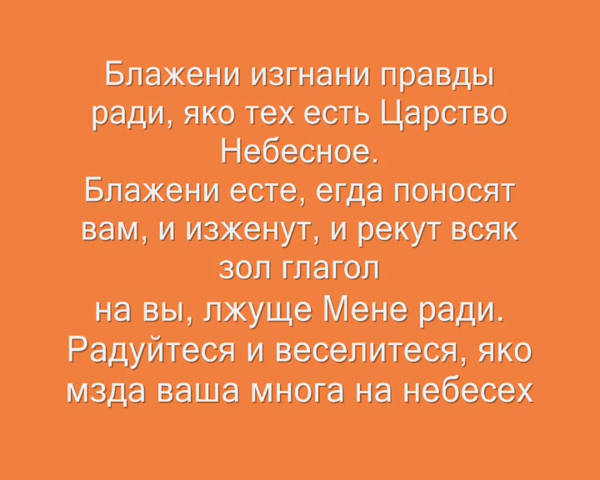 Блажени изгнани правды
ради, яко тех есть Царство
Небесное.
Блажени есте, егда поносят
вам, и изженут, и рекут всяк
зол глагол
на вы, лжуще Мене ради.
Радуйтеся и веселитеся, яко
мзда ваша многа на небесех